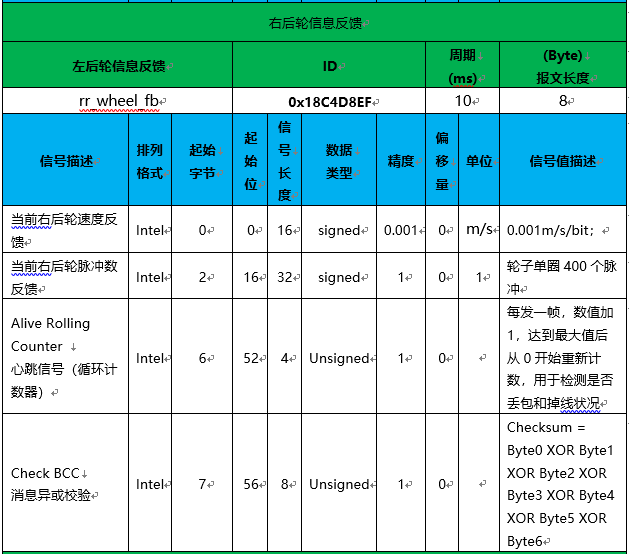 右后轮信息反馈
左后轮信息反馈 ID 周期 (ms) (Byte) 报文长度
rr_wheel_fb 0x18C4D8EF 10 8
信号描述 排列格式 起始字节 起始位 信号长度 数据类型 精度 偏移量 单位 信号值描述
当前右后轮速度反馈 Intel 0 0 16 signed 0.001 0 m/s 0.001m/s/bit；
当前右后轮脉冲数反馈 Intel 2 16 32 signed 1 0 1 轮子单圈 400 个脉冲
Alive Rolling Counter 心跳信号（循环计数器） Intel 6 52 4 Unsigned 1 0 每发一帧，数值加 1，达到最大值后从 0 开始重新计数，用于检测是否丢包和掉线状况
Check BCC 消息异或校验 Intel 7 56 8 Unsigned 1 0 Checksum = Byte0 XOR Byte1 XOR Byte2 XOR Byte3 XOR Byte4 XOR Byte5 XOR Byte6